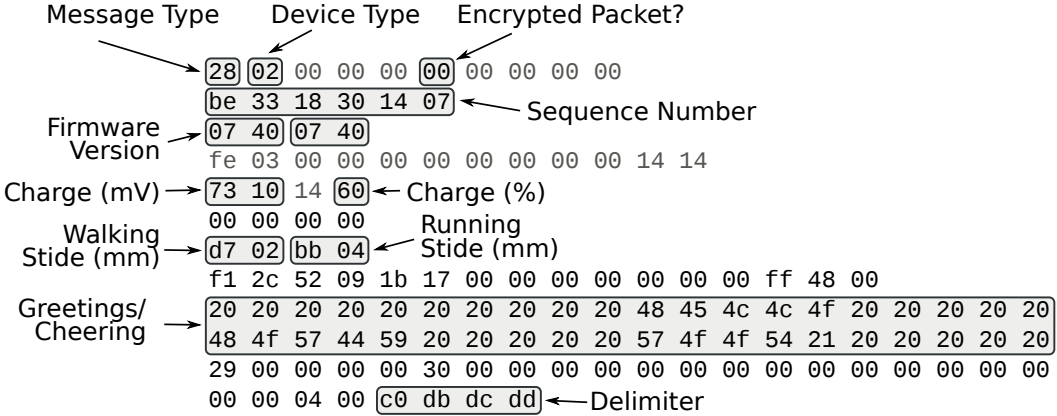 Message Type
Device Type
Encrypted Packet?
28 02 00 00 00 00 00 00 00 00
be 33 18 30 14 07
Sequence Number
Firmware
Version
07 40 07 40
fe 03 00 00 00 00 00 00 00 00 14 14
Charge (mV)
73 10 14 60
Charge (%)
00 00 00 00
Walking
Stide (mm)
d7 02 bb 04
Running
Stide (mm)
f1 2c 52 09 1b 17 00 00 00 00 00 00 00 ff 48 00
Greetings/
Cheering
20 20 20 20 20 20 20 20 20 20 48 45 4c 4c 4f 20 20 20 20 20
48 4f 57 44 59 20 20 20 20 20 57 4f 4f 54 21 20 20 20 20 20
29 00 00 00 00 30 00 00 00 00 00 00 00 00 00 00 00 00 00 00
00 00 04 00 c0 db dc dd
Delimiter